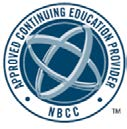 APPROVED CONTINUING EDUCATION PROVIDER
• NBCC •
TM